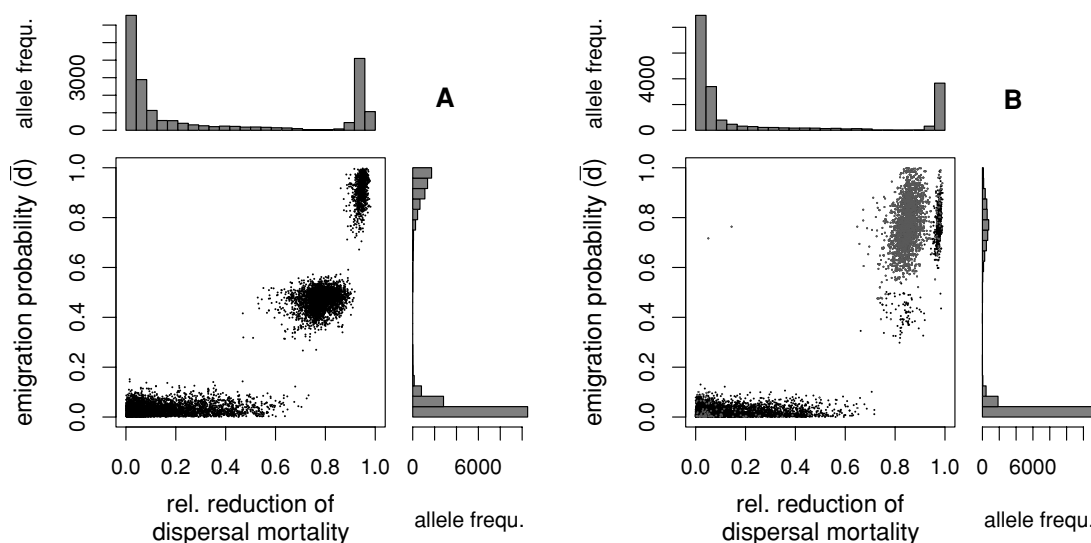 allele frequ.
3000
0
A
emigration probability (d̅)
1.0
0.8
0.6
0.4
0.2
0.0
0.0 0.2 0.4 0.6 0.8 1.0
rel. reduction of
dispersal mortality
0 6000
allele frequ.
allele frequ.
4000
0
B
emigration probability (d̅)
1.0
0.8
0.6
0.4
0.2
0.0
0.0 0.2 0.4 0.6 0.8 1.0
rel. reduction of
dispersal mortality
0 6000
allele frequ.